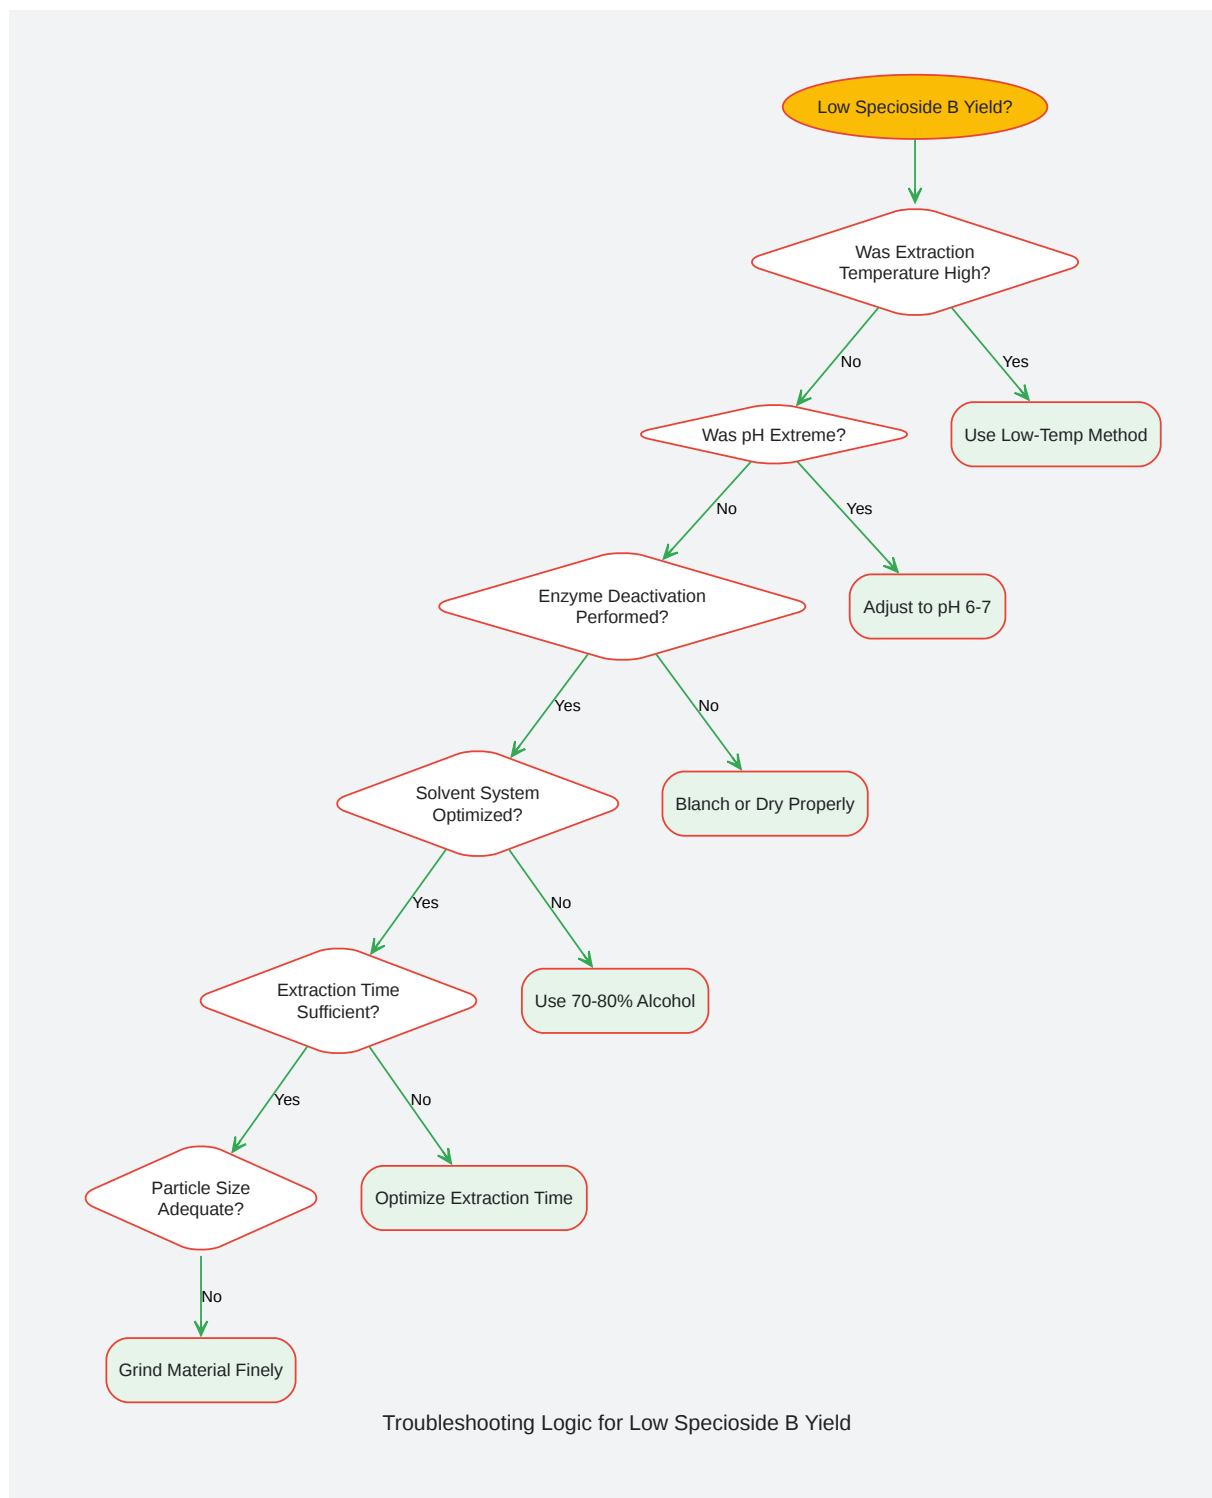 Low Specioside B Yield?
Was Extraction
Temperature High?
No
Yes
Was pH Extreme?
Use Low-Temp Method
No
Yes
Enzyme Deactivation
Performed?
Adjust to pH 6-7
Yes
No
Solvent System
Optimized?
Blanch or Dry Properly
Yes
No
Extraction Time
Sufficient?
Use 70-80% Alcohol
Yes
No
Particle Size
Adequate?
Optimize Extraction Time
No
Grind Material Finely
Troubleshooting Logic for Low Specioside B Yield